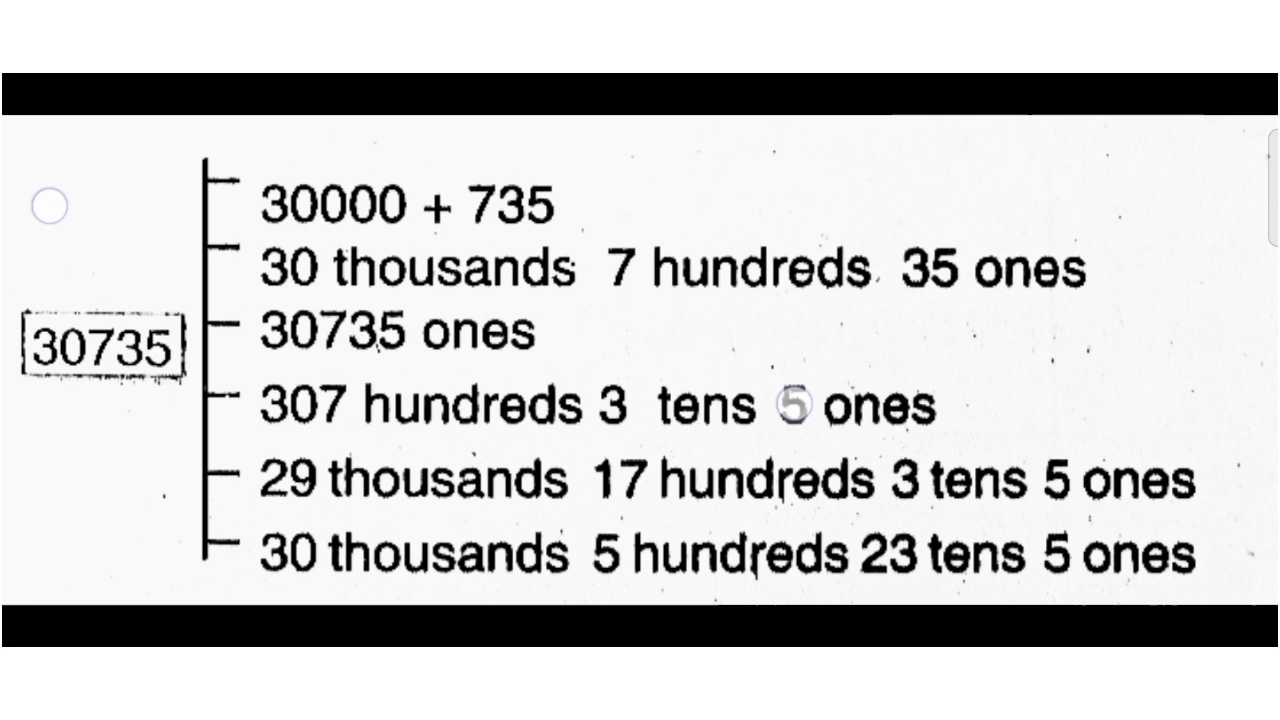 30000 + 735
30 thousands 7 hundreds 35 ones
30735 ones
30735
307 hundreds 3 tens 5 ones
29 thousands 17 hundreds 3 tens 5 ones
30 thousands 5 hundreds 23 tens 5 ones